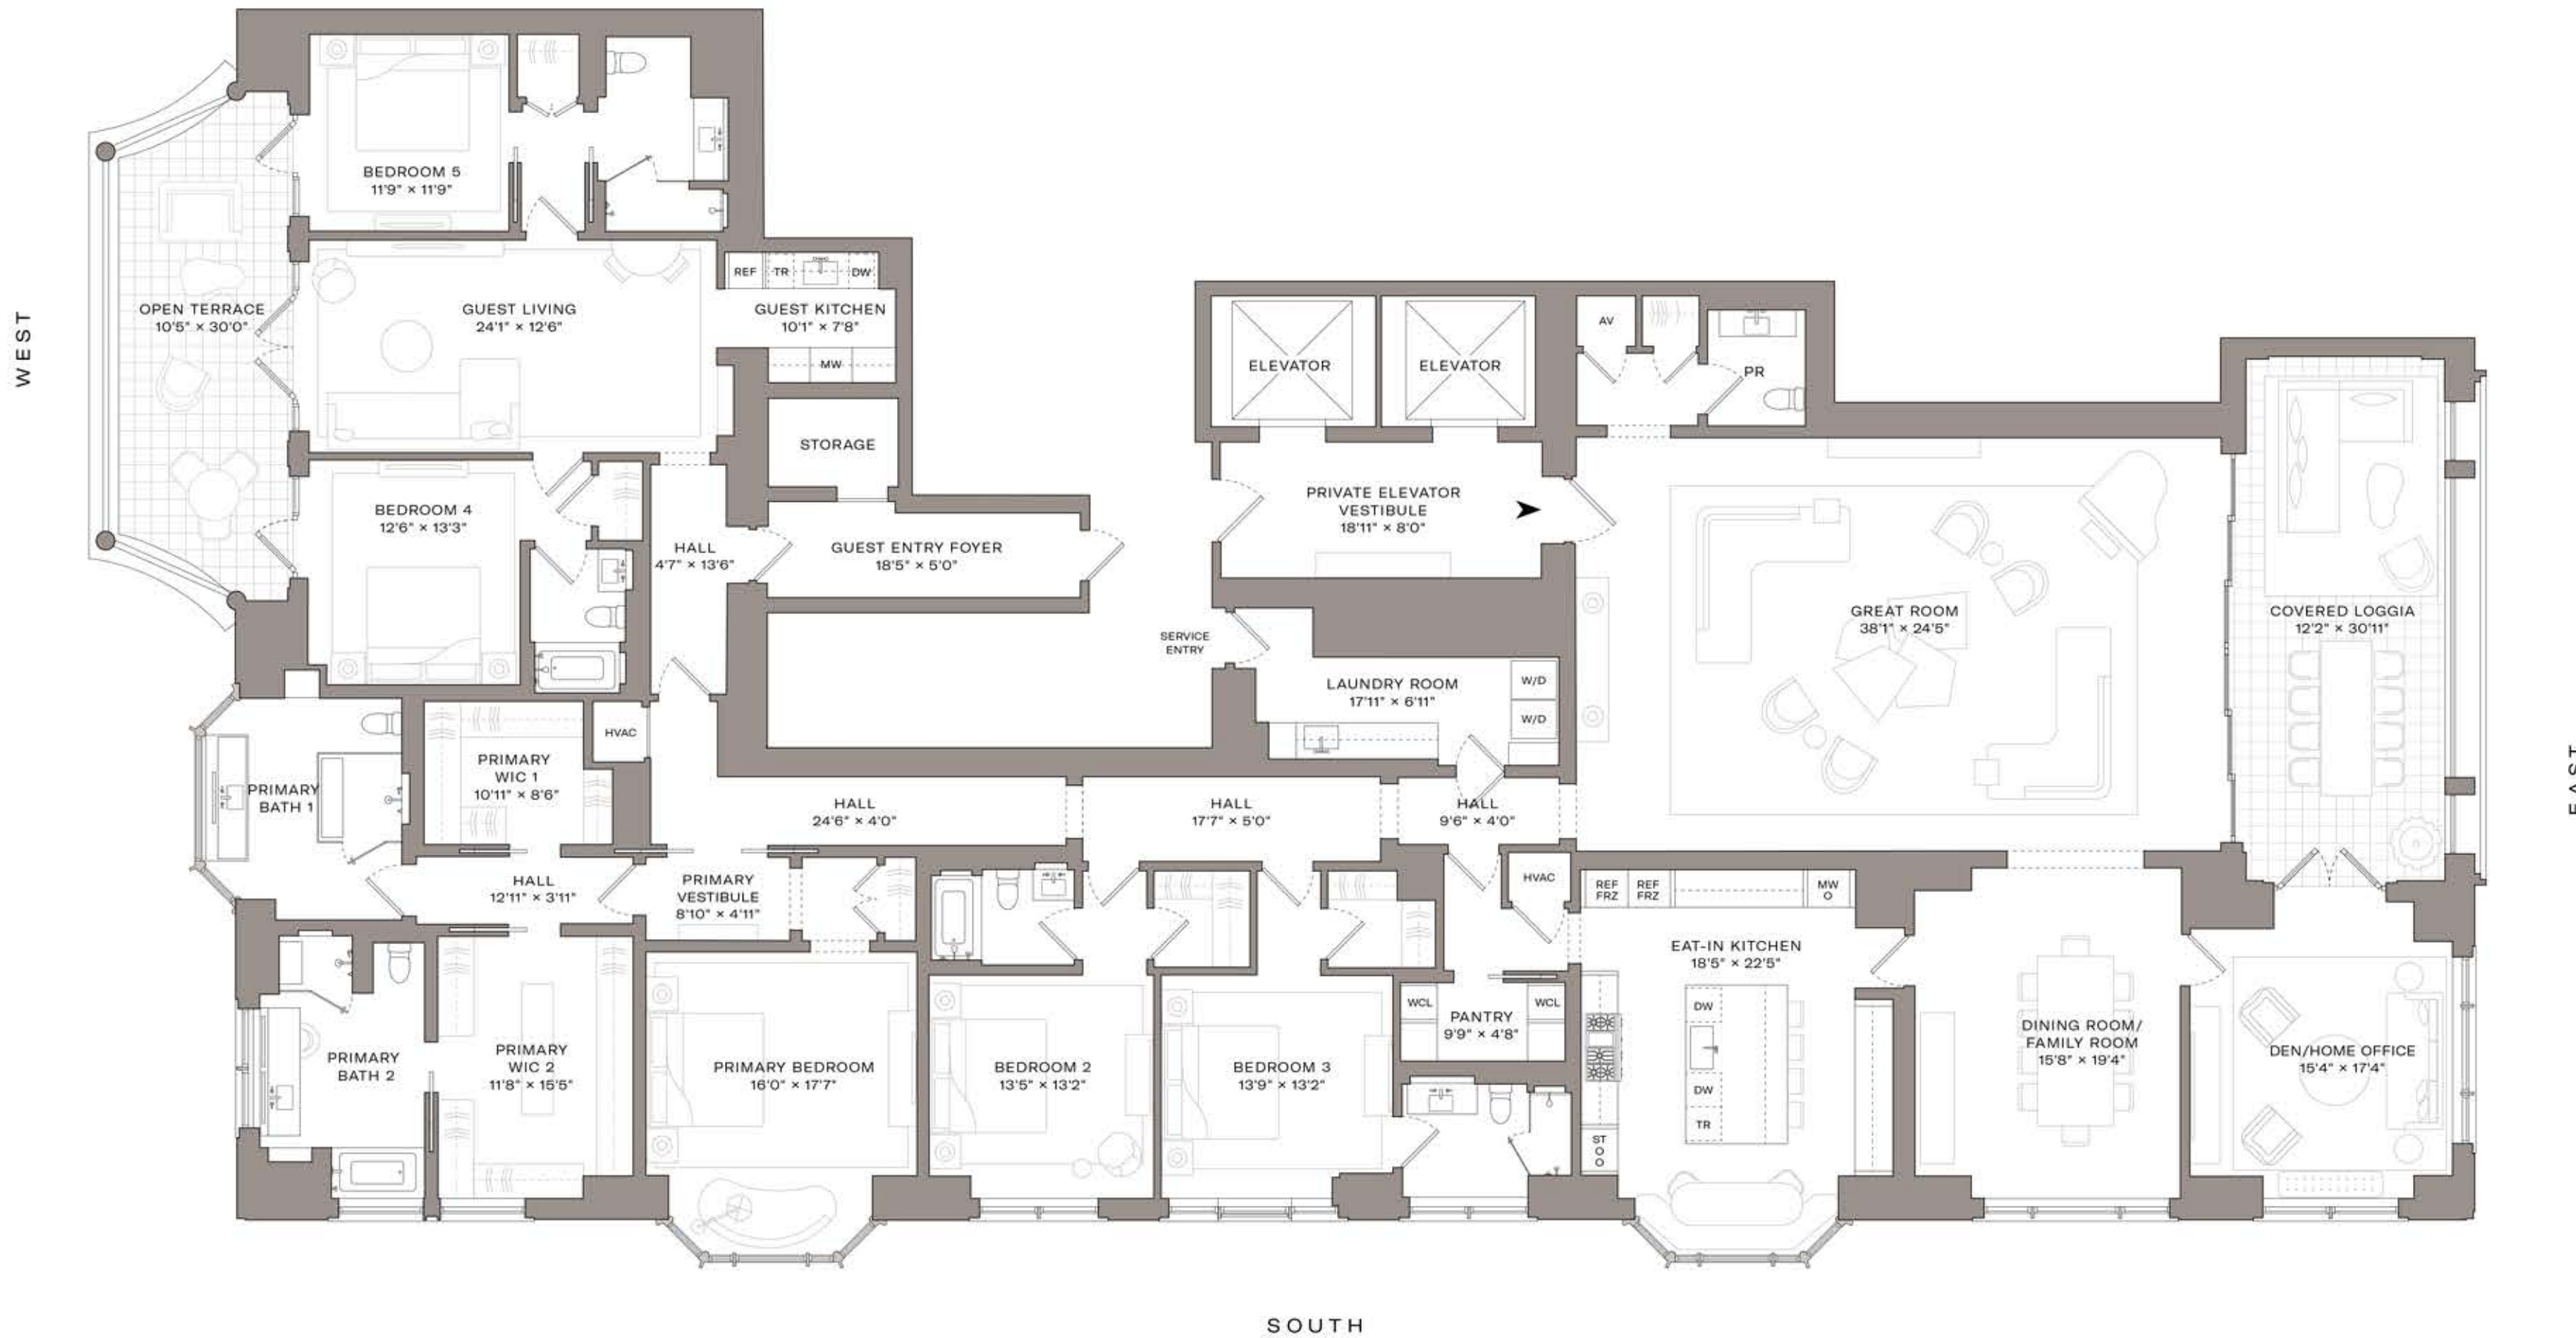 WEST
BEDROOM 5
11'9" × 11'9"
OPEN TERRACE
10'5" × 30'0"
GUEST LIVING
24'1" × 12'6"
REF
TR
DW
GUEST KITCHEN
10'1" × 7'8"
MW
STORAGE
BEDROOM 4
12'6" × 13'3"
HALL
4'7" × 13'6"
GUEST ENTRY FOYER
18'5" × 5'0"
ELEVATOR
ELEVATOR
AV
PR
PRIVATE ELEVATOR
VESTIBULE
18'11" × 8'0"
SERVICE
ENTRY
LAUNDRY ROOM
17'11" × 6'11"
W/D
W/D
GREAT ROOM
38'1" × 24'5"
COVERED LOGGIA
12'2" × 30'11"
EAST
HVAC
PRIMARY
BATH 1
PRIMARY
WIC 1
10'11" × 8'6"
HALL
24'6" × 4'0"
HALL
17'7" × 5'0"
HALL
9'6" × 4'0"
HALL
12'11" × 3'11"
PRIMARY
VESTIBULE
8'10" × 4'11"
HVAC
REF
FRZ
REF
FRZ
MW
O
EAT-IN KITCHEN
18'5" × 22'5"
PRIMARY
BATH 2
PRIMARY
WIC 2
11'8" × 15'5"
PRIMARY BEDROOM
16'0" × 17'7"
BEDROOM 2
13'5" × 13'2"
BEDROOM 3
13'9" × 13'2"
WCL
WCL
PANTRY
9'9" × 4'8"
DW
DW
TR
ST
O
O
DINING ROOM/
FAMILY ROOM
15'8" × 19'4"
DEN/HOME OFFICE
15'4" × 17'4"
SOUTH